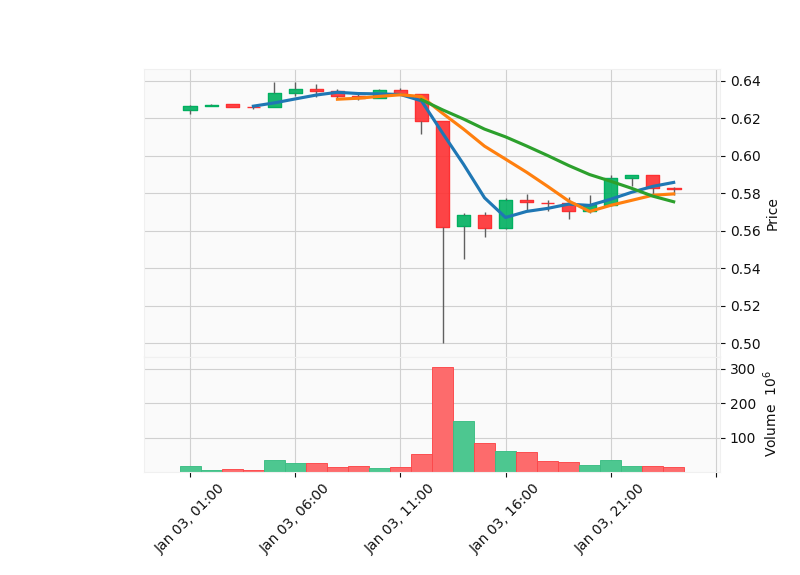 0.64
0.62
0.60
0.58
0.56
0.54
0.52
0.50
Price
300
200
100
Volume 10^6
Jan 03, 01:00
Jan 03, 06:00
Jan 03, 11:00
Jan 03, 16:00
Jan 03, 21:00